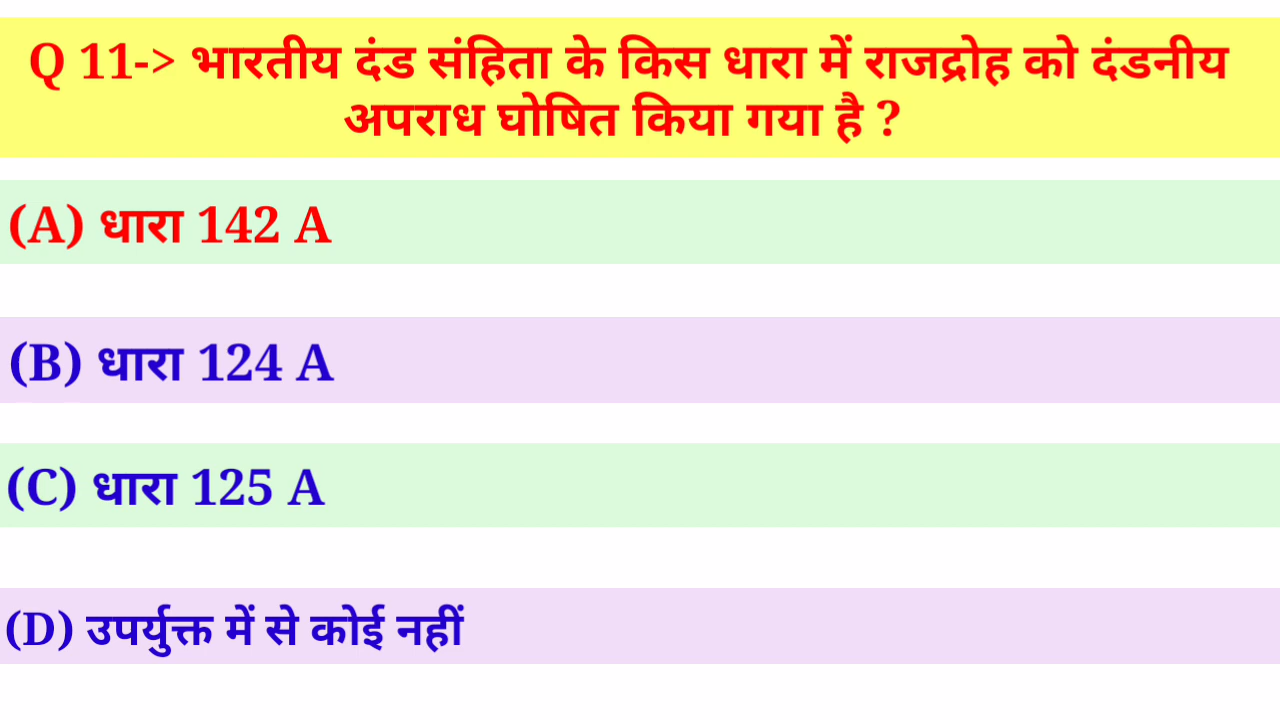 Q 11-> भारतीय दंड संहिता के किस धारा में राजद्रोह को दंडनीय
अपराध घोषित किया गया है ?
(A) धारा 142 A
(B) धारा 124 A
(C) धारा 125 A
(D) उपर्युक्त में से कोई नहीं